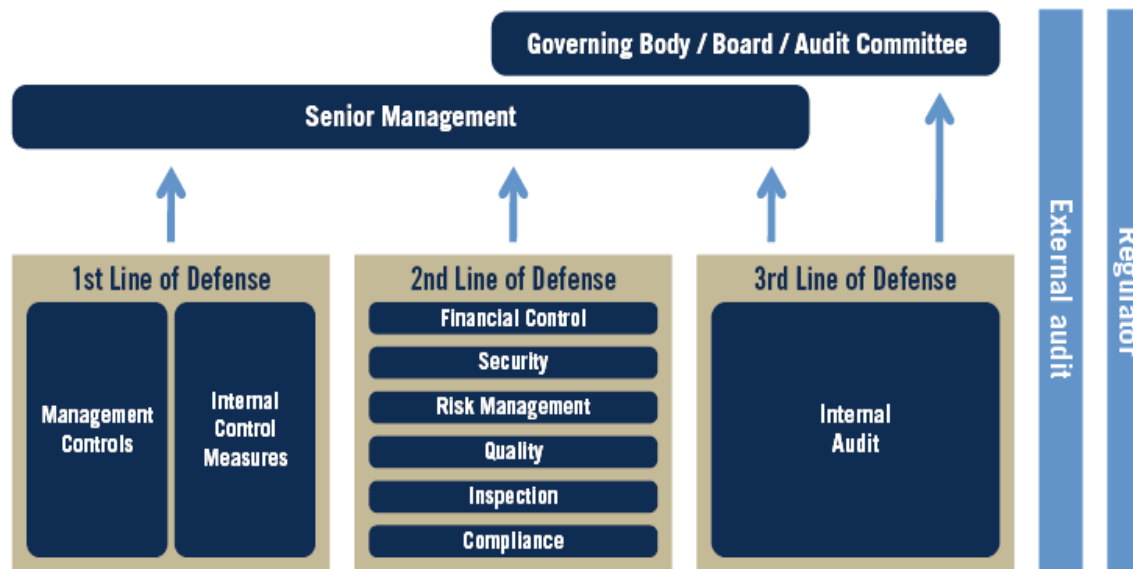 Governing Body / Board / Audit Committee
Senior Management
1st Line of Defense
Management
Controls
Internal
Control
Measures
2nd Line of Defense
Financial Control
Security
Risk Management
Quality
Inspection
Compliance
3rd Line of Defense
Internal
Audit
External audit
Regulator